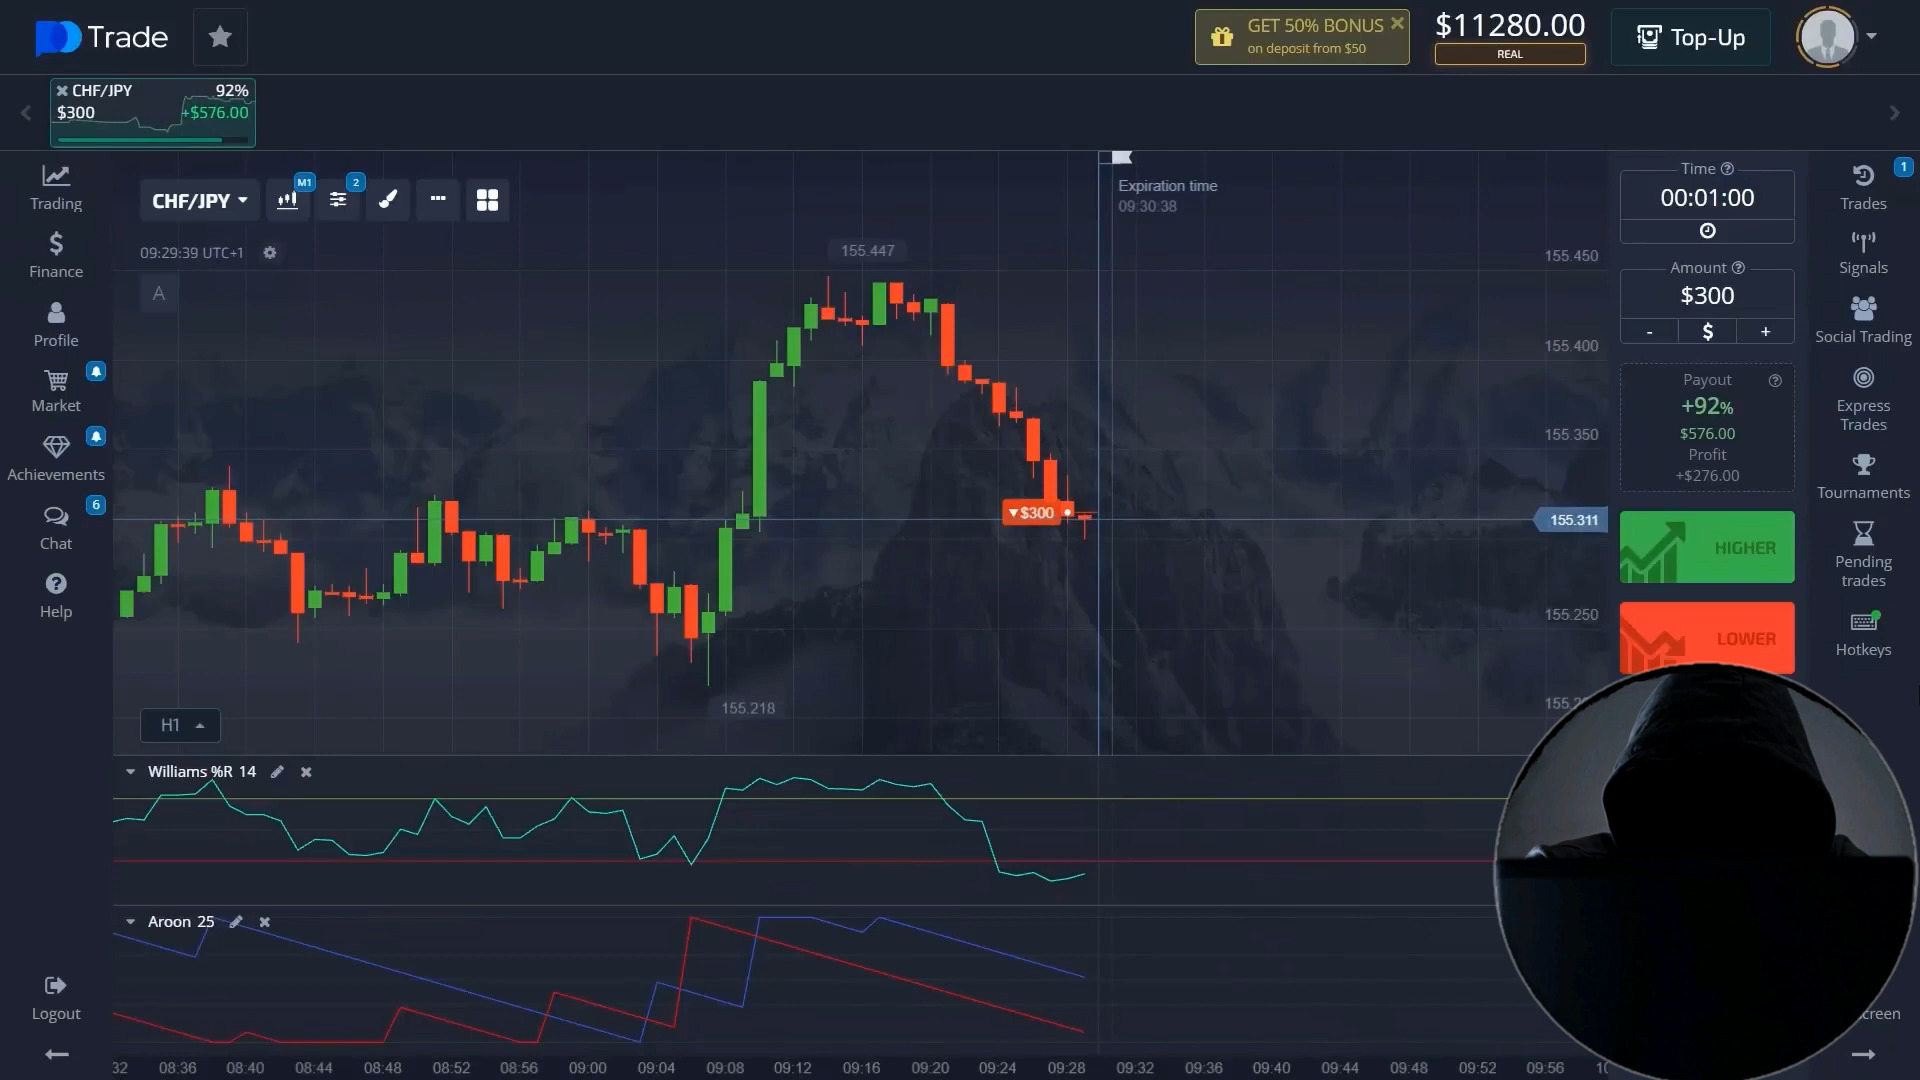 Trade
GET 50% BONUS
on deposit from $50
$11280.00
REAL
Top-Up
CHF/JPY 92%
$300 +$576.00
Trading
Finance
Profile
Market
Achievements
6
Chat
Help
Logout
CHF/JPY
M1
2
09:29:39 UTC+1
A
Expiration time
09:30:38
155.447
155.218
$300
155.450
155.400
155.350
155.311
155.250
H1
Williams %R 14
Aroon 25
08:36 08:40 08:44 08:48 08:52 08:56 09:00 09:04 09:08 09:12 09:16 09:20 09:24 09:28 09:32 09:36 09:40 09:44 09:48 09:52 09:56
Time
00:01:00
Amount
$300
- $ +
Payout
+92%
$576.00
Profit
+$276.00
HIGHER
LOWER
1
Trades
Signals
Social Trading
Express
Trades
Tournaments
Pending
trades
Hotkeys